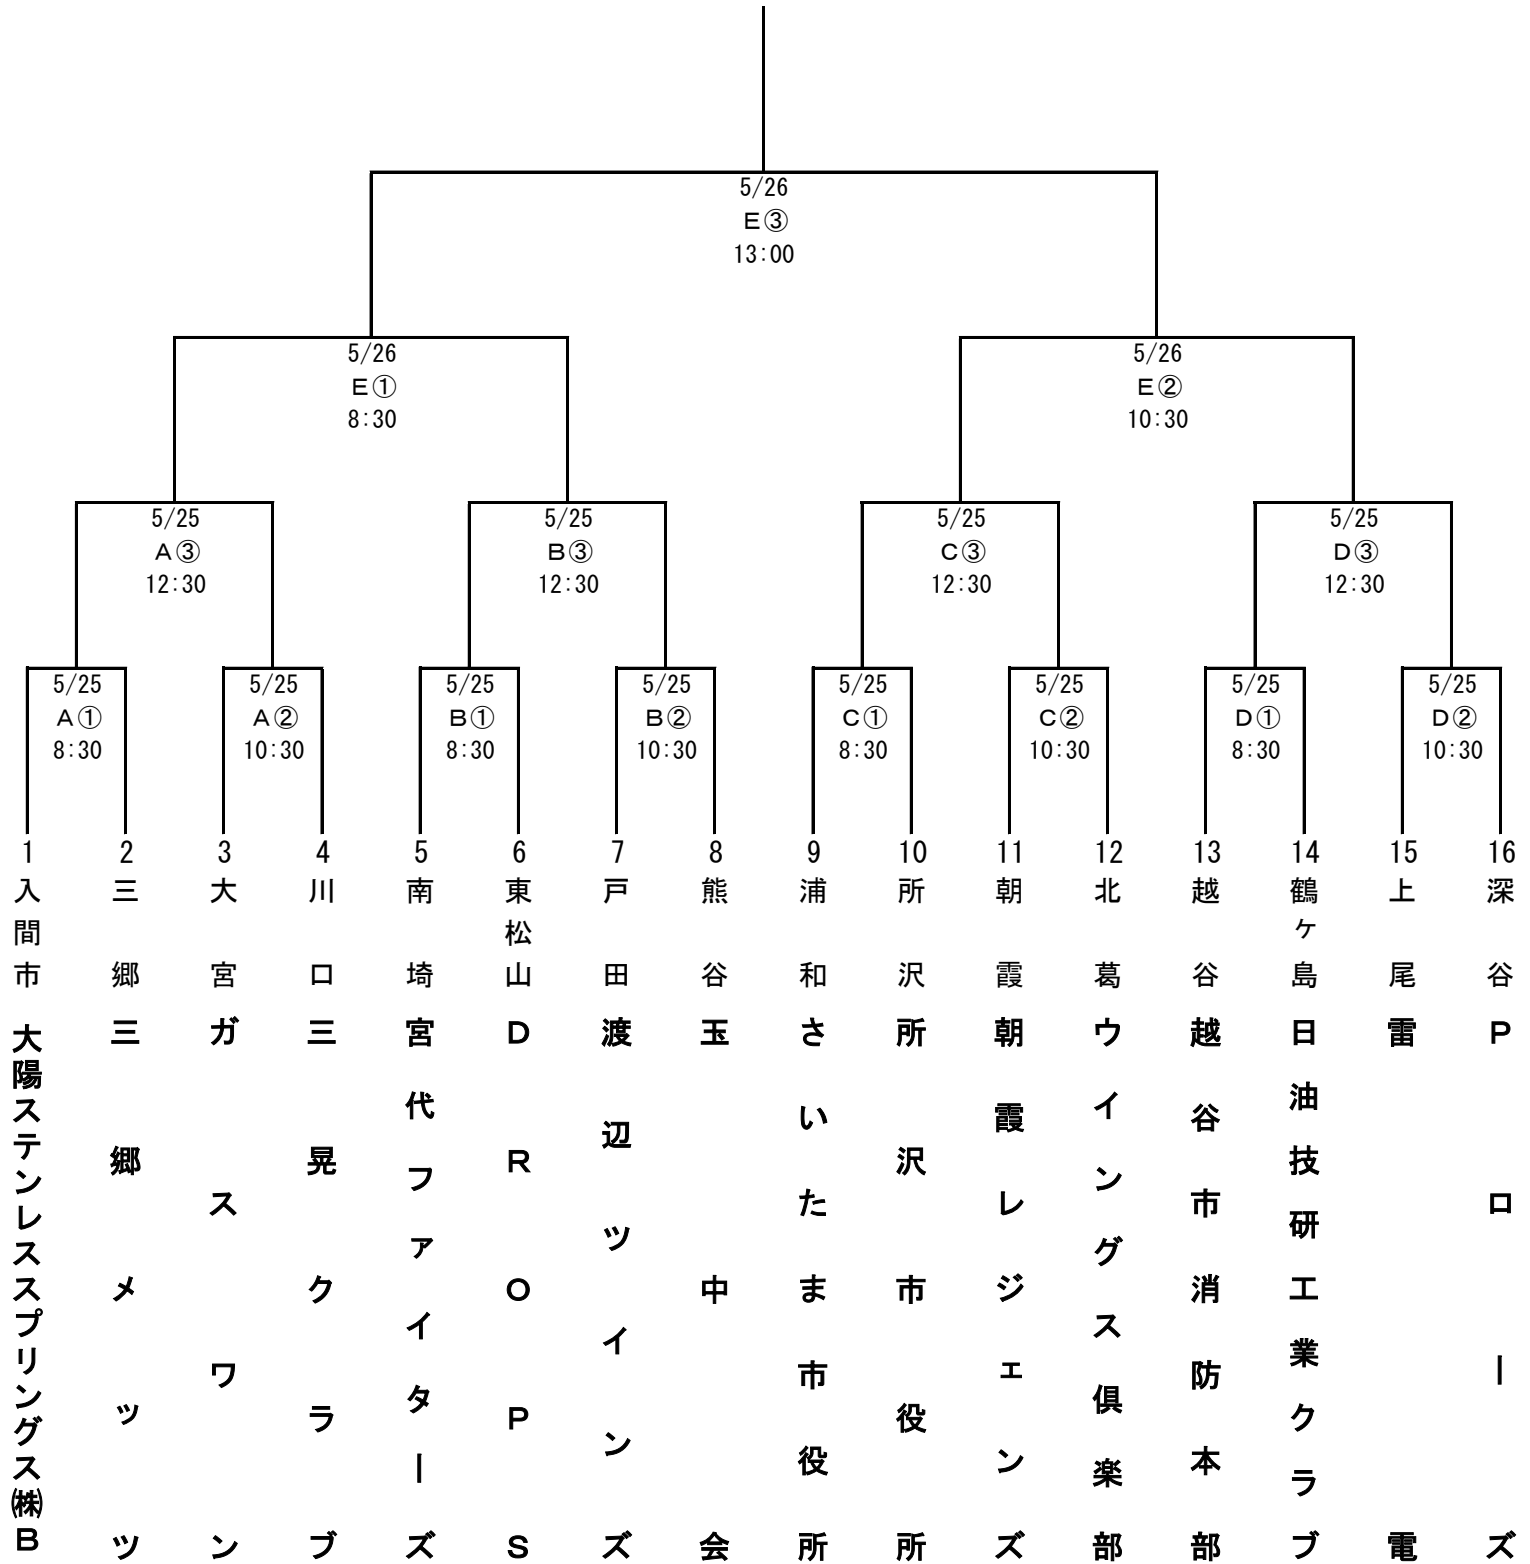 5/26
E③
13:00
5/26
E①
8:30
5/26
E②
10:30
5/25
A③
12:30
5/25
B③
12:30
5/25
C③
12:30
5/25
D③
12:30
5/25
A①
8:30
5/25
A②
10:30
5/25
B①
8:30
5/25
B②
10:30
5/25
C①
8:30
5/25
C②
10:30
5/25
D①
8:30
5/25
D②
10:30
1
入間市
大陽ステンレススプリングス㈱B
2
三郷
三郷メッツ
3
大宮
ガスワン
4
川口
三晃クラブ
5
南埼
宮代ファイターズ
6
東松山
DROPS
7
戸田
渡辺ツインズ
8
熊谷
玉中会
9
浦和
さいたま市役所
10
所沢
所沢市役所
11
朝霞
朝霞レジェンズ
12
北葛
ウイングス倶楽部
13
越谷
越谷市消防本部
14
鶴ヶ島
日油技研工業クラブ
15
上尾
雷電
16
深谷
Pローズ